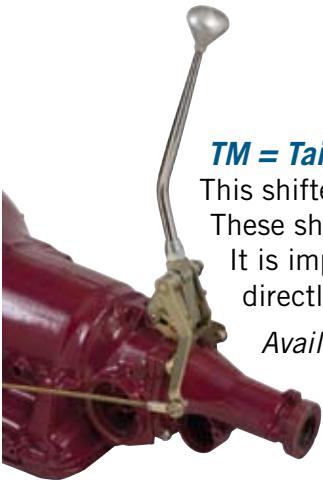 TM = Tai
This shifte
These sh
It is imp
directl
Avail